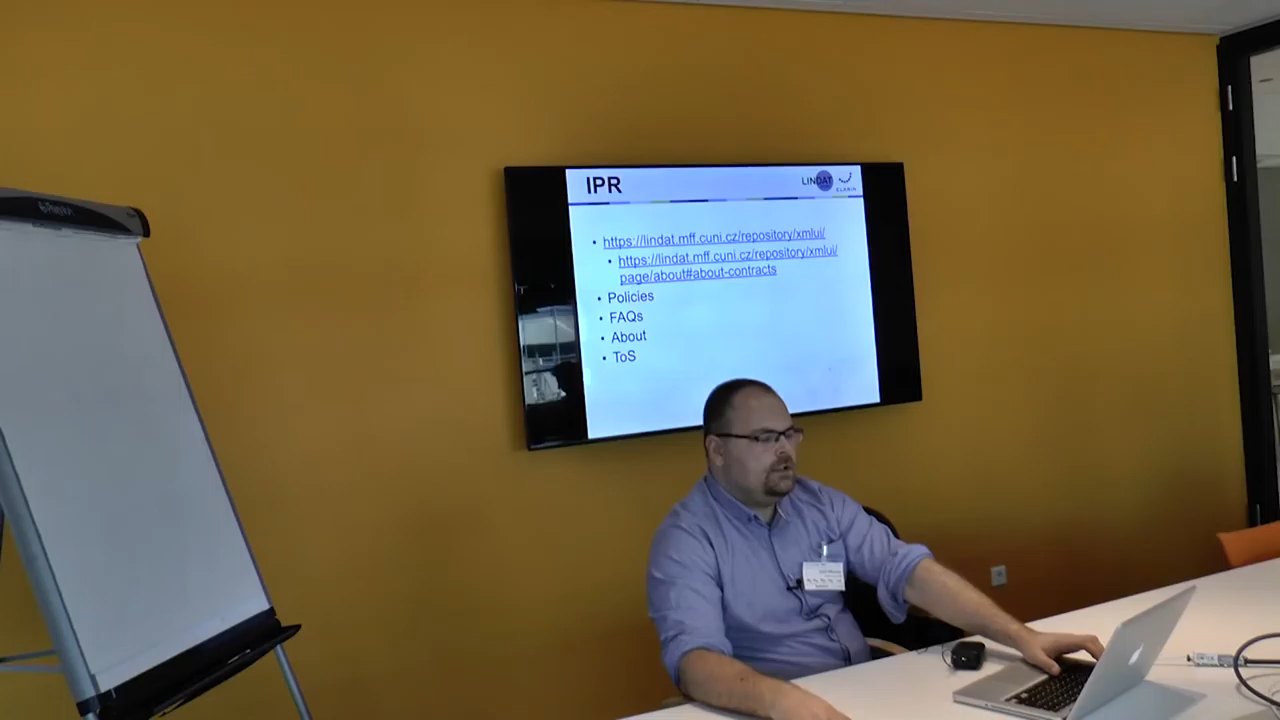 IPR
LINDAT
CLARIN
https://lindat.mff.cuni.cz/repository/xmlui/
https://lindat.mff.cuni.cz/repository/xmlui/
page/about#about-contracts
Policies
FAQs
About
ToS